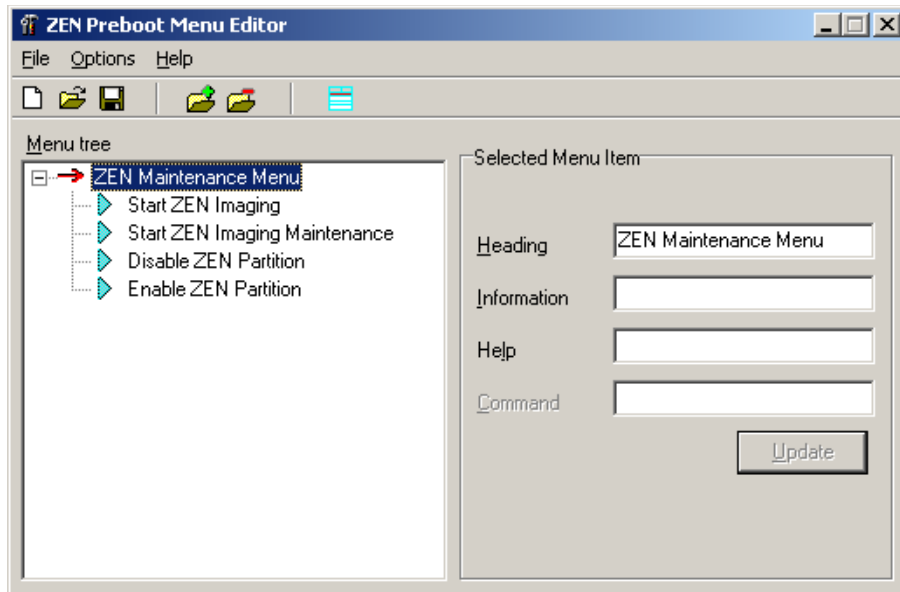 ZEN Preboot Menu Editor
File Options Help
Menu tree
ZEN Maintenance Menu
Start ZEN Imaging
Start ZEN Imaging Maintenance
Disable ZEN Partition
Enable ZEN Partition
Selected Menu Item
Heading ZEN Maintenance Menu
Information
Help
Command
Update